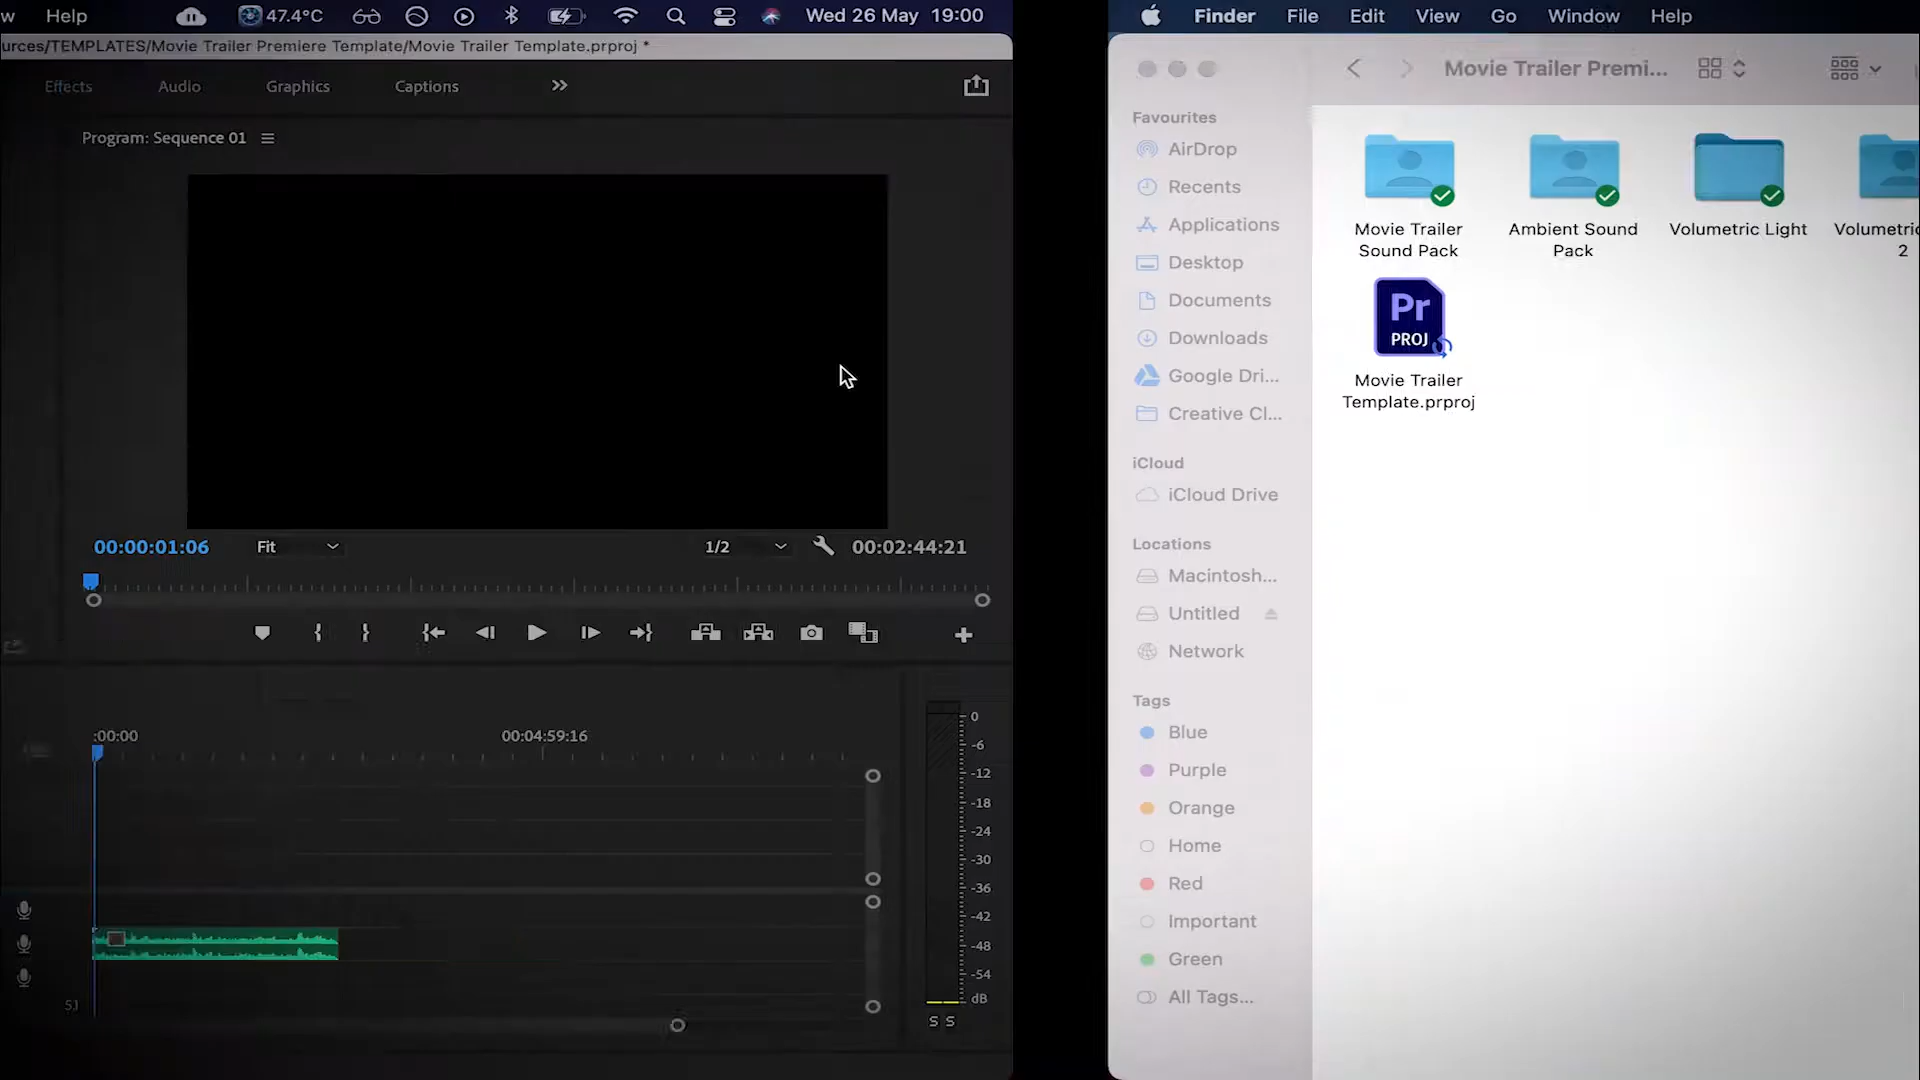 w Help 47.4°C Wed 26 May 19:00
urces/TEMPLATES/Movie Trailer Premiere Template/Movie Trailer Template.prproj *
Effects Audio Graphics Captions
Program: Sequence 01
00:00:01:06 Fit 1/2 00:02:44:21
:00:00 00:04:59:16
0
-6
-12
-18
-24
-30
-36
-42
-48
-54
dB
S S
5J
Finder File Edit View Go Window Help
Movie Trailer Premi...
Favourites
AirDrop
Recents
Applications
Desktop
Documents
Downloads
Google Dri...
Creative Cl...
iCloud
iCloud Drive
Locations
Macintosh...
Untitled
Network
Tags
Blue
Purple
Orange
Home
Red
Important
Green
All Tags...
Movie Trailer
Sound Pack
Ambient Sound
Pack
Volumetric Light
Volumetric
2
Pr
PROJ
Movie Trailer
Template.prproj